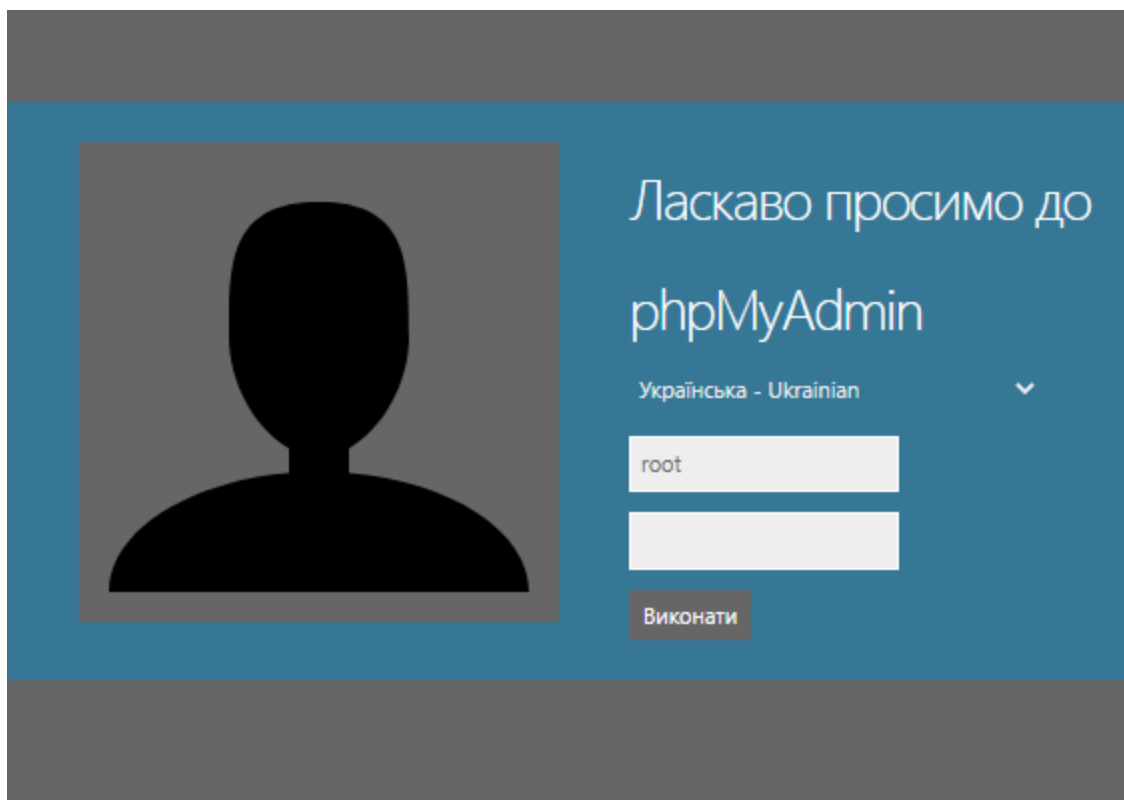 Ласкаво просимо до
phpMyAdmin
Українська - Ukrainian
root
Виконати